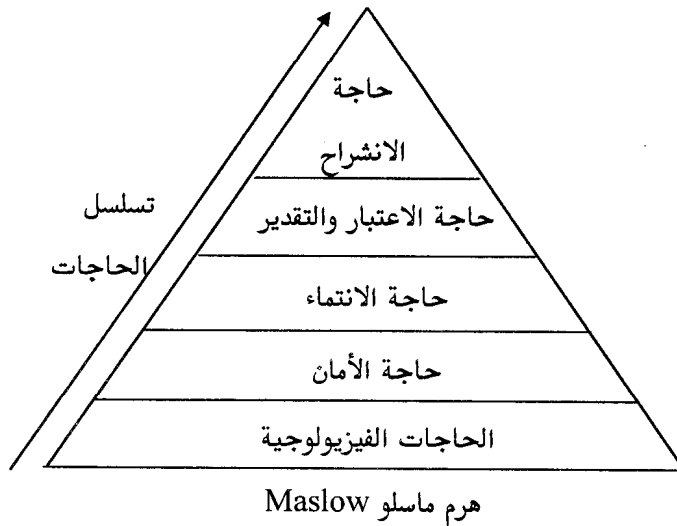 حاجة
الانشراح
حاجة الاعتبار والتقدير
حاجة الانتماء
حاجة الأمان
الحاجات الفيزيولوجية
تسلسل
الحاجات
هرم ماسلو Maslow